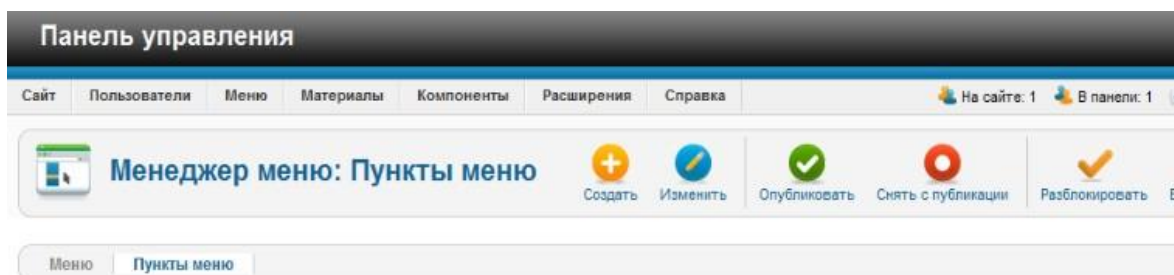 Панель управления
Сайт Пользователи Меню Материалы Компоненты Расширения Справка На сайте: 1 В панели: 1
Менеджер меню: Пункты меню
Создать Изменить Опубликовать Снять с публикации Разблокировать
Меню Пункты меню